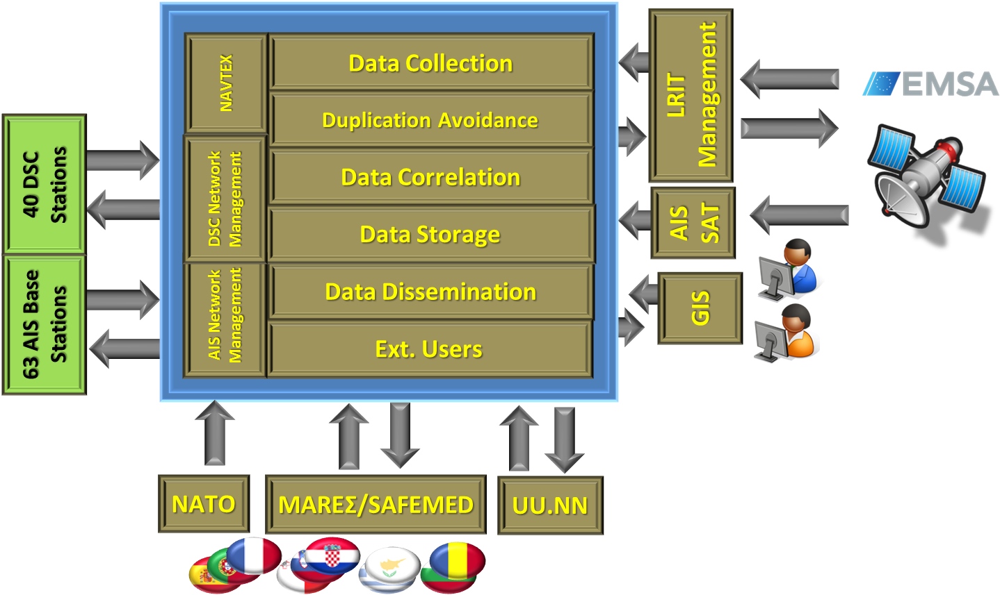 NAVTEX
DSC Network
Management
AIS Network
Management
Data Collection
Duplication Avoidance
Data Correlation
Data Storage
Data Dissemination
Ext. Users
40 DSC
Stations
63 AIS Base
Stations
LRIT
Management
AIS
SAT
GIS
EMSA
NATO
MAREΣ/SAFEMED
UU.NN